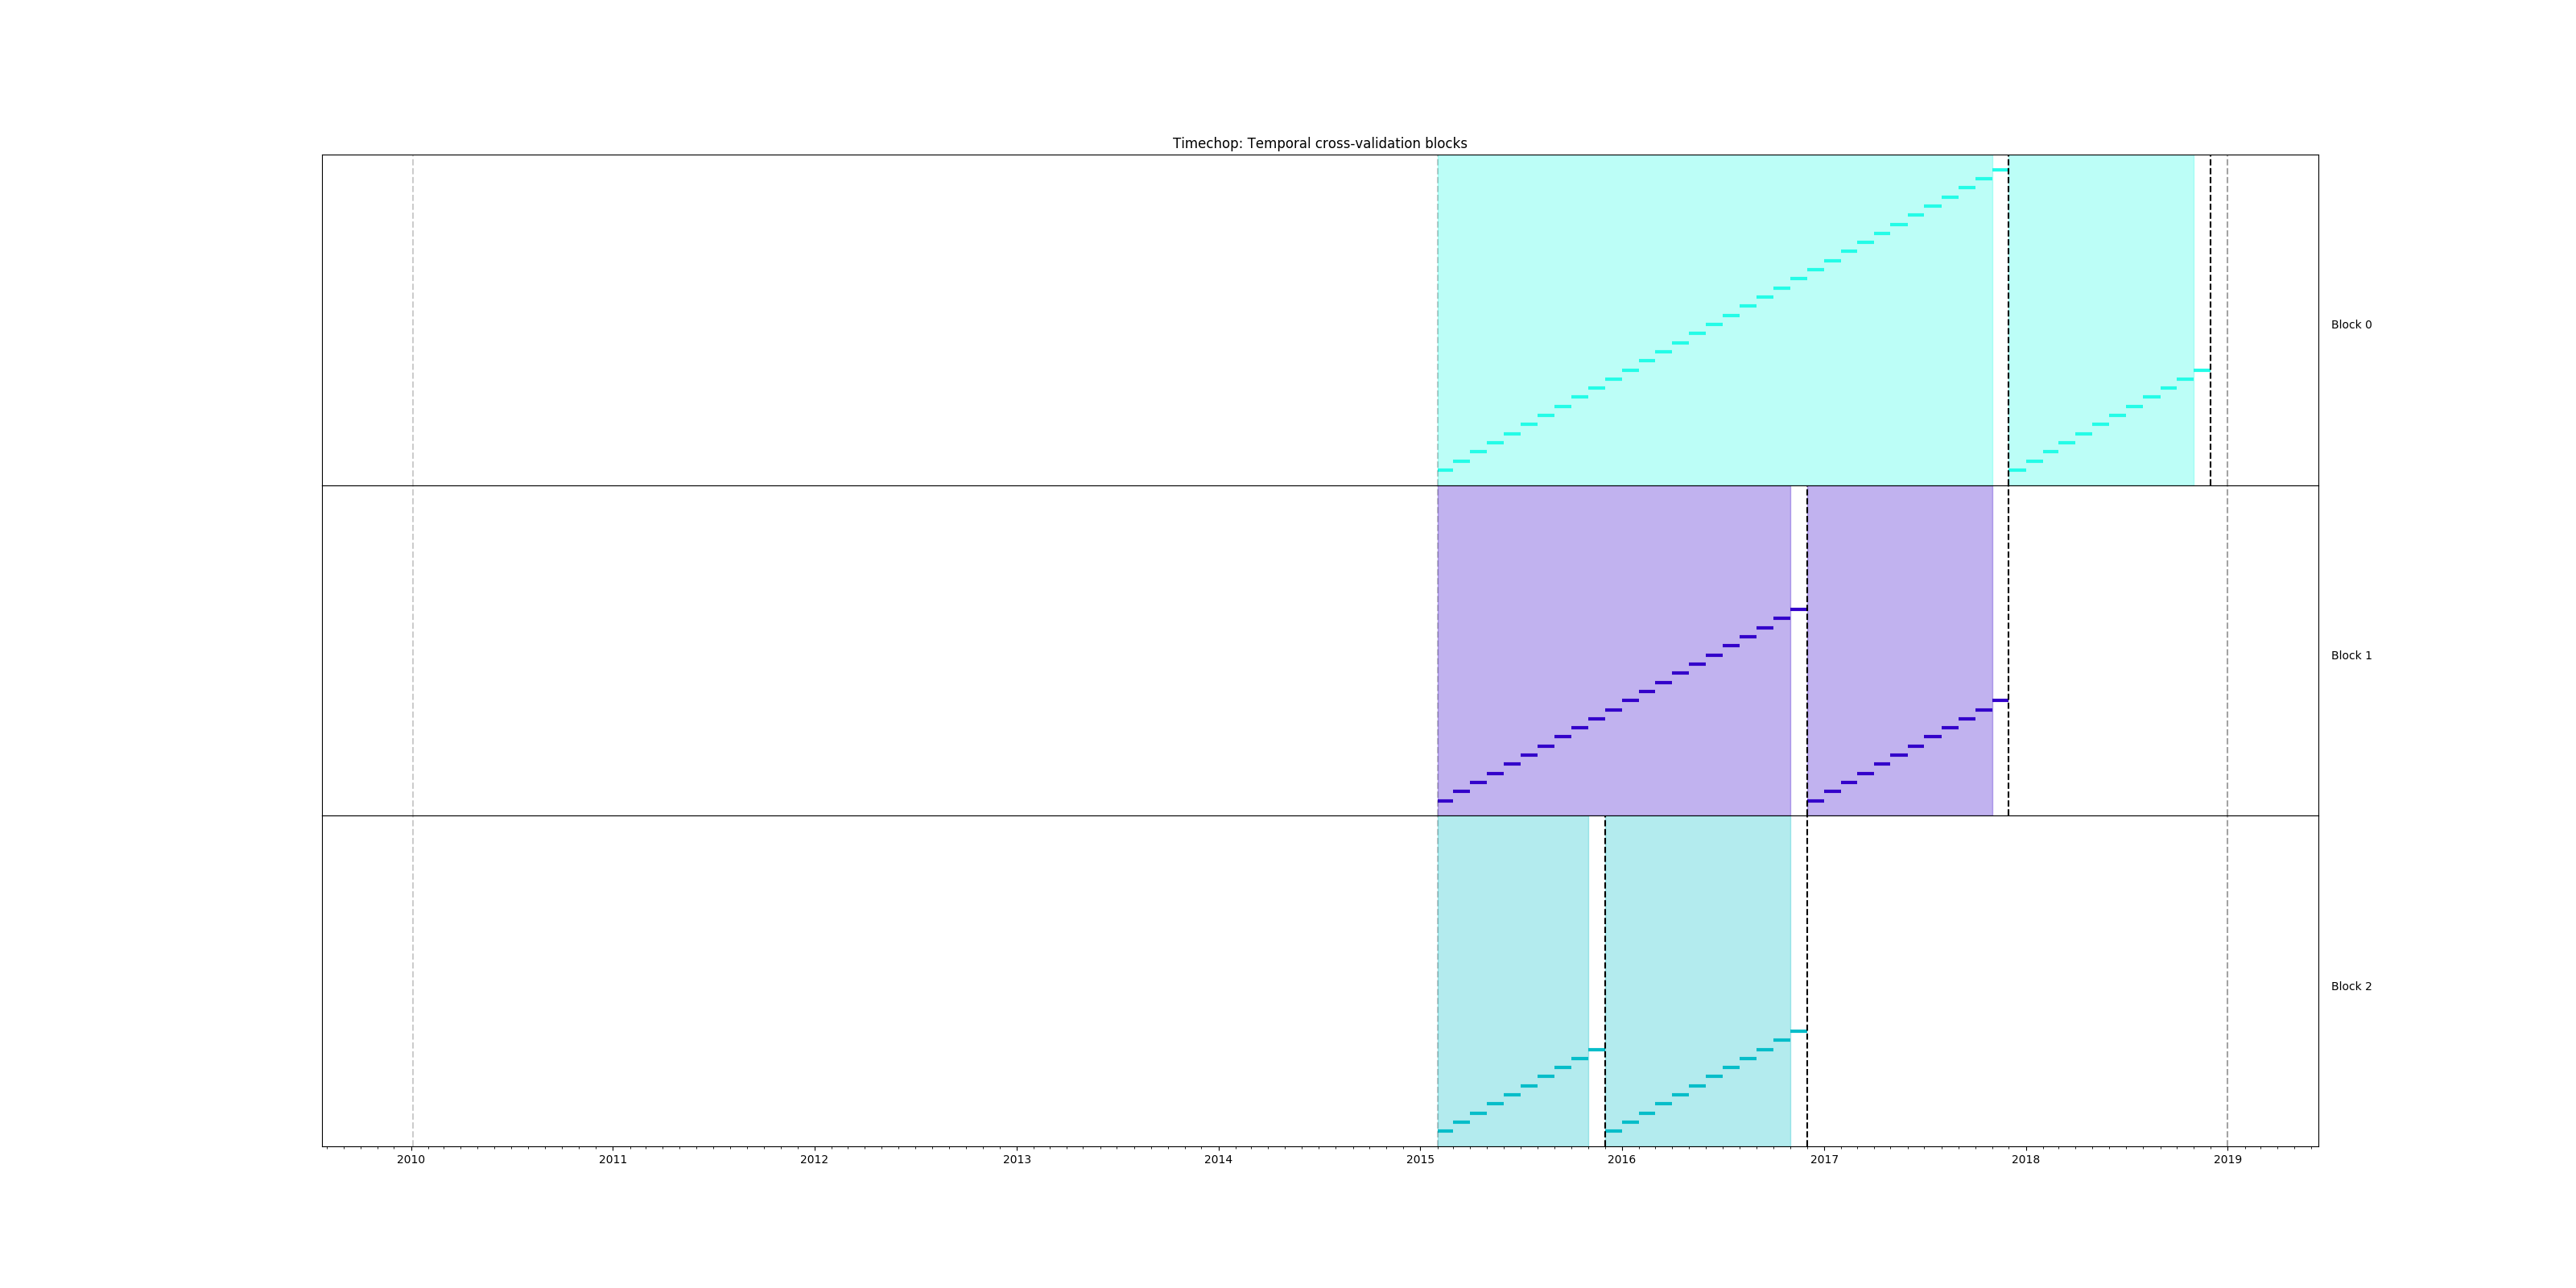 Timechop: Temporal cross-validation blocks
Block 0
Block 1
Block 2
2010 2011 2012 2013 2014 2015 2016 2017 2018 2019